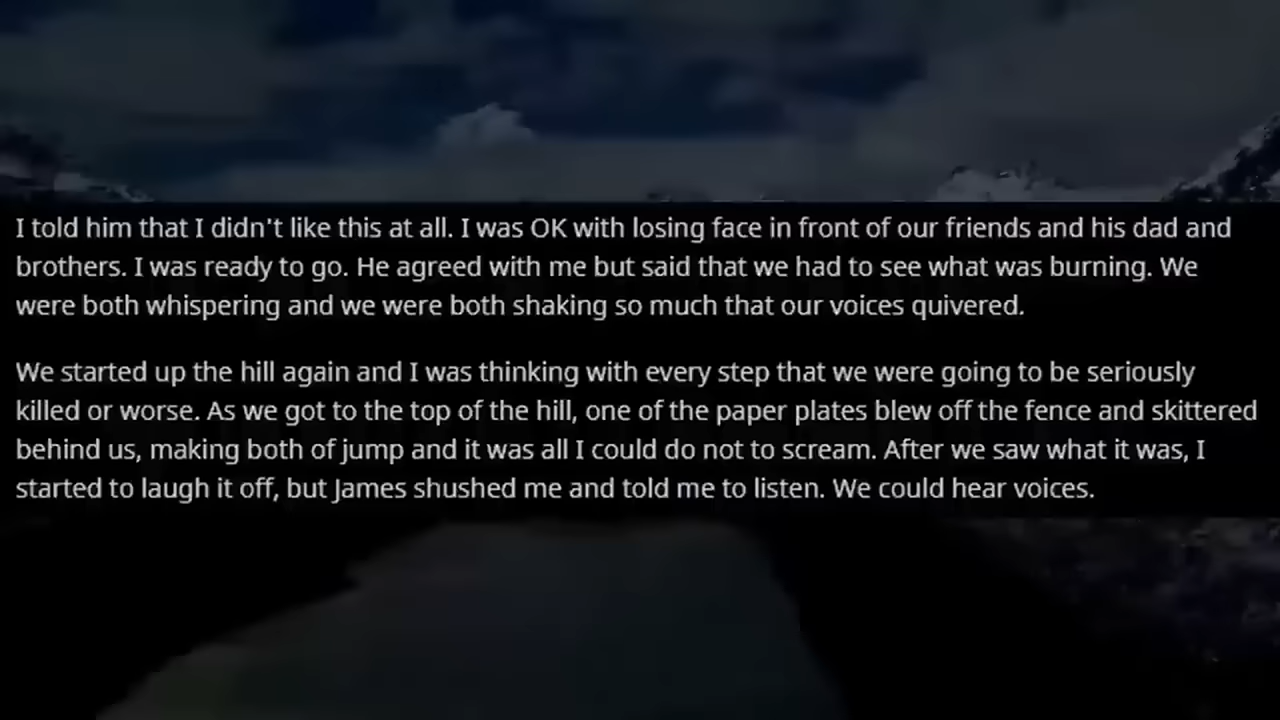 I told him that I didn't like this at all. I was OK with losing face in front of our friends and his dad and
brothers. I was ready to go. He agreed with me but said that we had to see what was burning. We
were both whispering and we were both shaking so much that our voices quivered.
We started up the hill again and I was thinking with every step that we were going to be seriously
killed or worse. As we got to the top of the hill, one of the paper plates blew off the fence and skittered
behind us, making both of jump and it was all I could do not to scream. After we saw what it was, I
started to laugh it off, but James shushed me and told me to listen. We could hear voices.